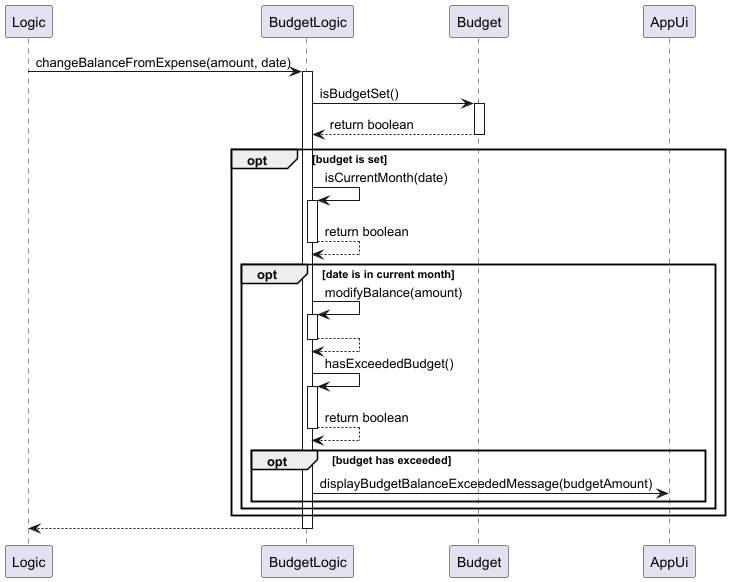 Logic BudgetLogic Budget AppUi
changeBalanceFromExpense(amount, date)
isBudgetSet()
return boolean
opt [budget is set]
isCurrentMonth(date)
return boolean
opt [date is in current month]
modifyBalance(amount)
hasExceededBudget()
return boolean
opt [budget has exceeded]
displayBudgetBalanceExceededMessage(budgetAmount)
Logic BudgetLogic Budget AppUi